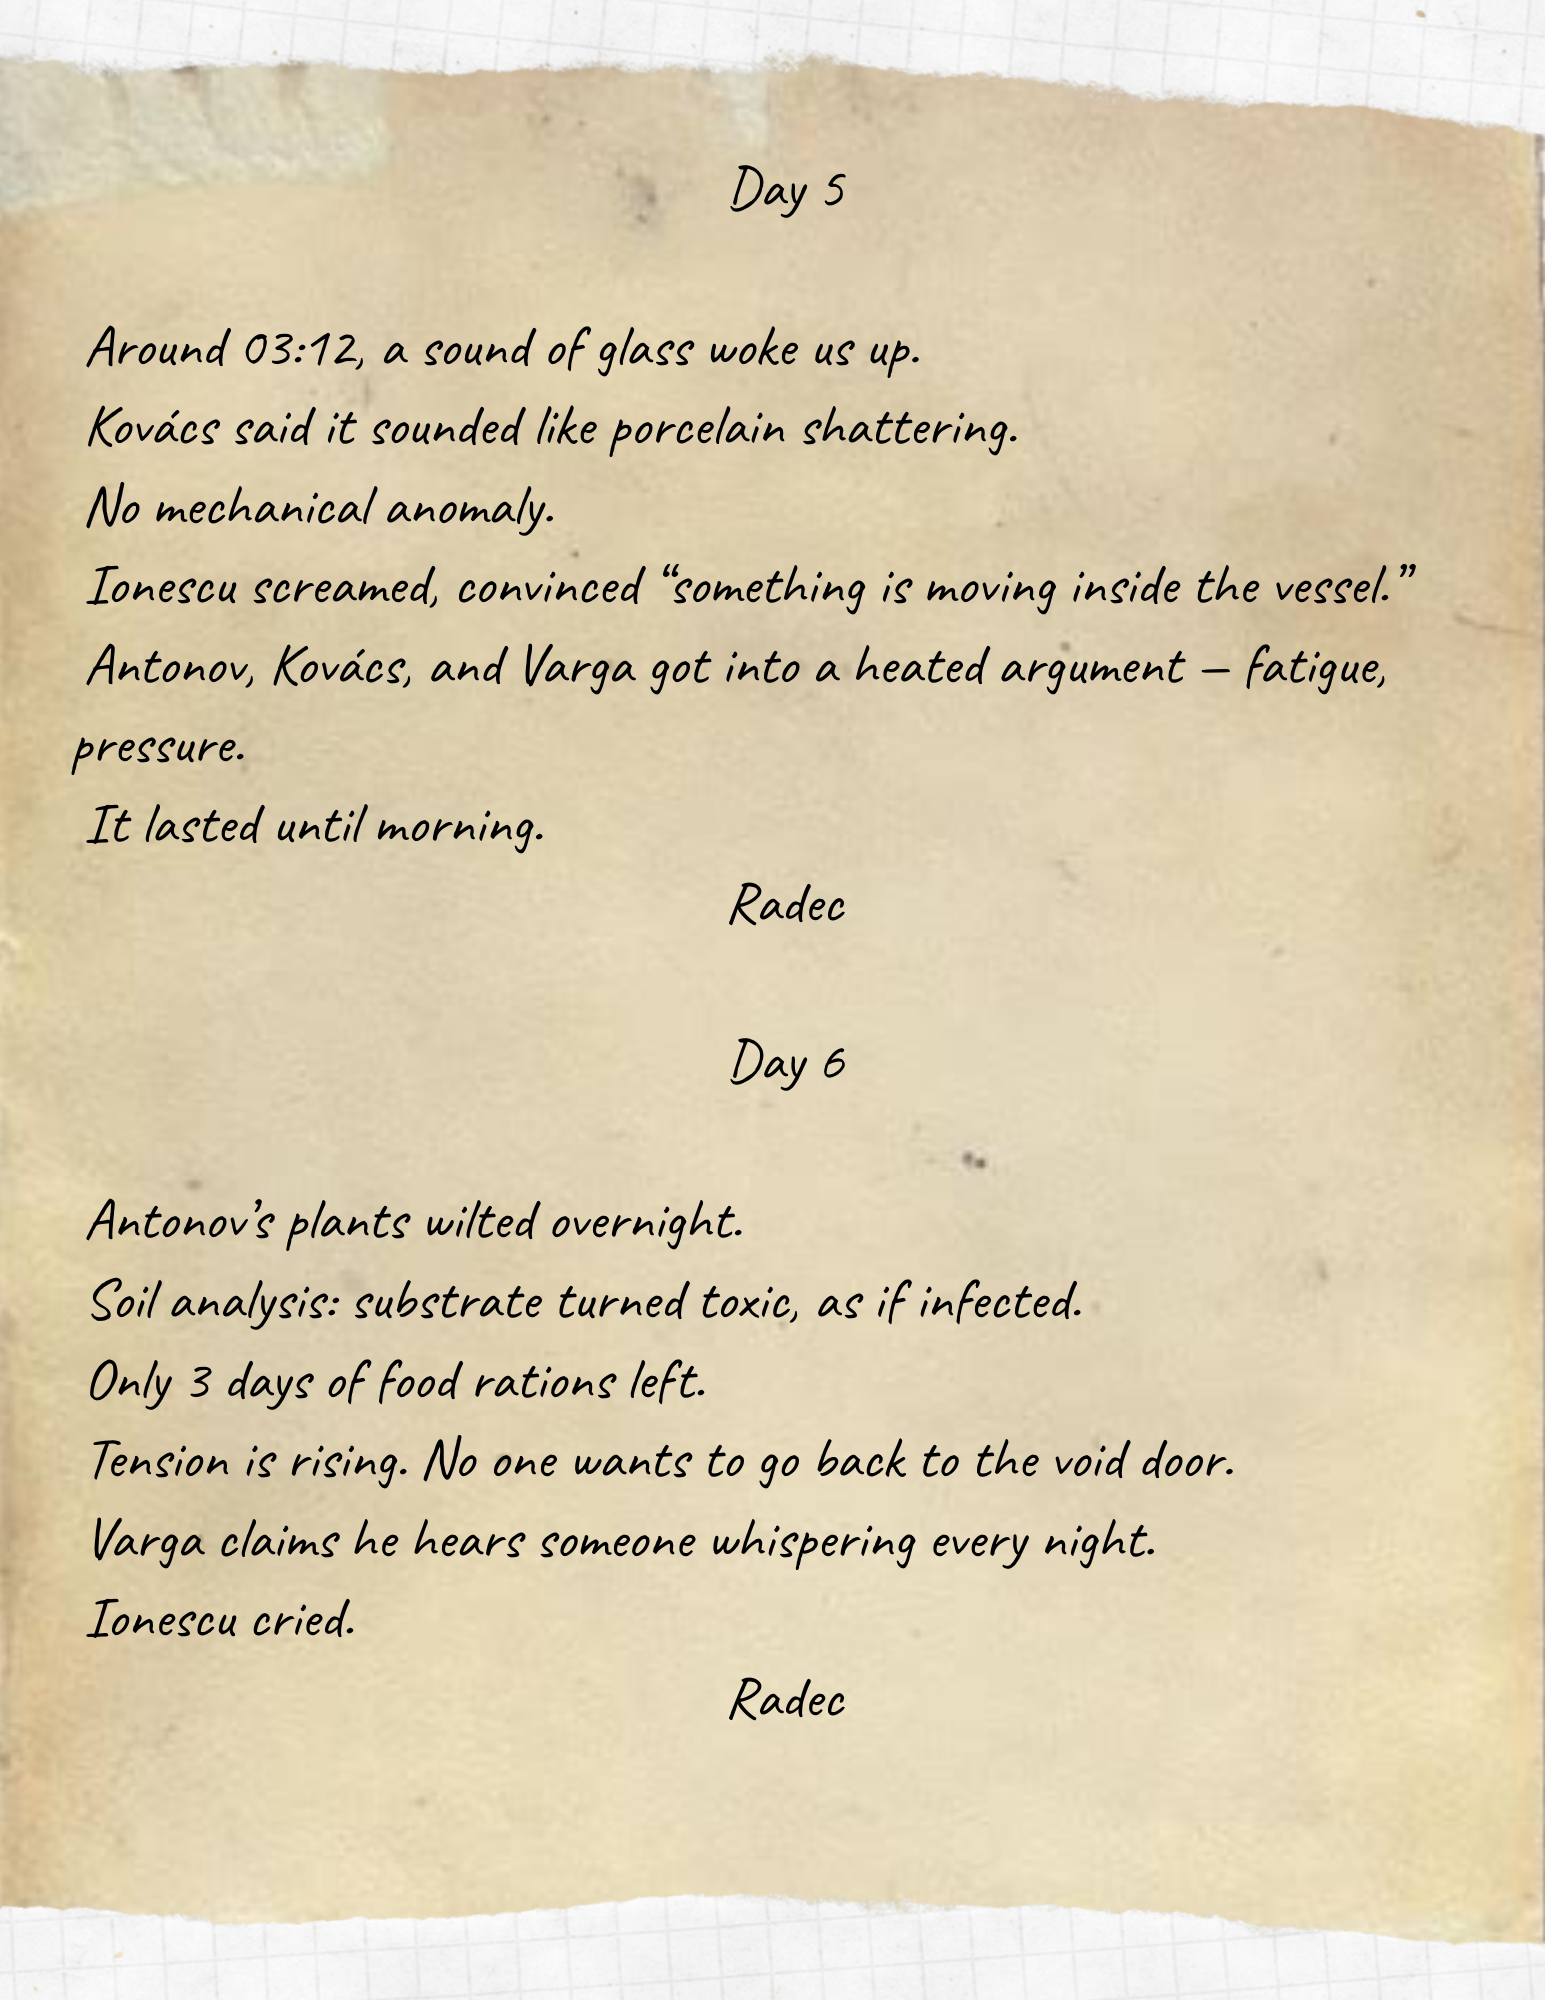 Day 5
Around 03:12, a sound of glass woke us up.
Kovács said it sounded like porcelain shattering.
No mechanical anomaly.
Ionescu screamed, convinced “something is moving inside the vessel.”
Antonov, Kovács, and Varga got into a heated argument — fatigue,
pressure.
It lasted until morning.
Radec
Day 6
Antonov’s plants wilted overnight.
Soil analysis: substrate turned toxic, as if infected.
Only 3 days of food rations left.
Tension is rising. No one wants to go back to the void door.
Varga claims he hears someone whispering every night.
Ionescu cried.
Radec